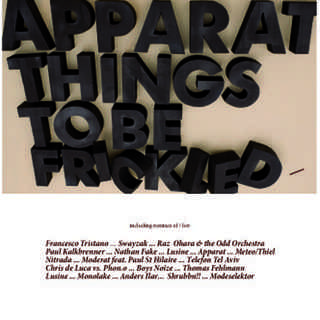 APPARAT
THINGS
TO BE
FRICKLED
including remixes of / for:
Francesco Tristano ... Swayzak ... Raz Ohara & the Odd Orchestra
Paul Kalkbrenner ... Nathan Fake ... Lusine ... Apparat ... Meteo/Thiel
Nitrada ... Moderat feat. Paul St Hilaire ... Telefon Tel Aviv
Chris de Luca vs. Phon.o ... Boys Noize ... Thomas Fehlmann
Lusine ... Monolake ... Anders Ilar... Shrubbn!! ... Modeselektor